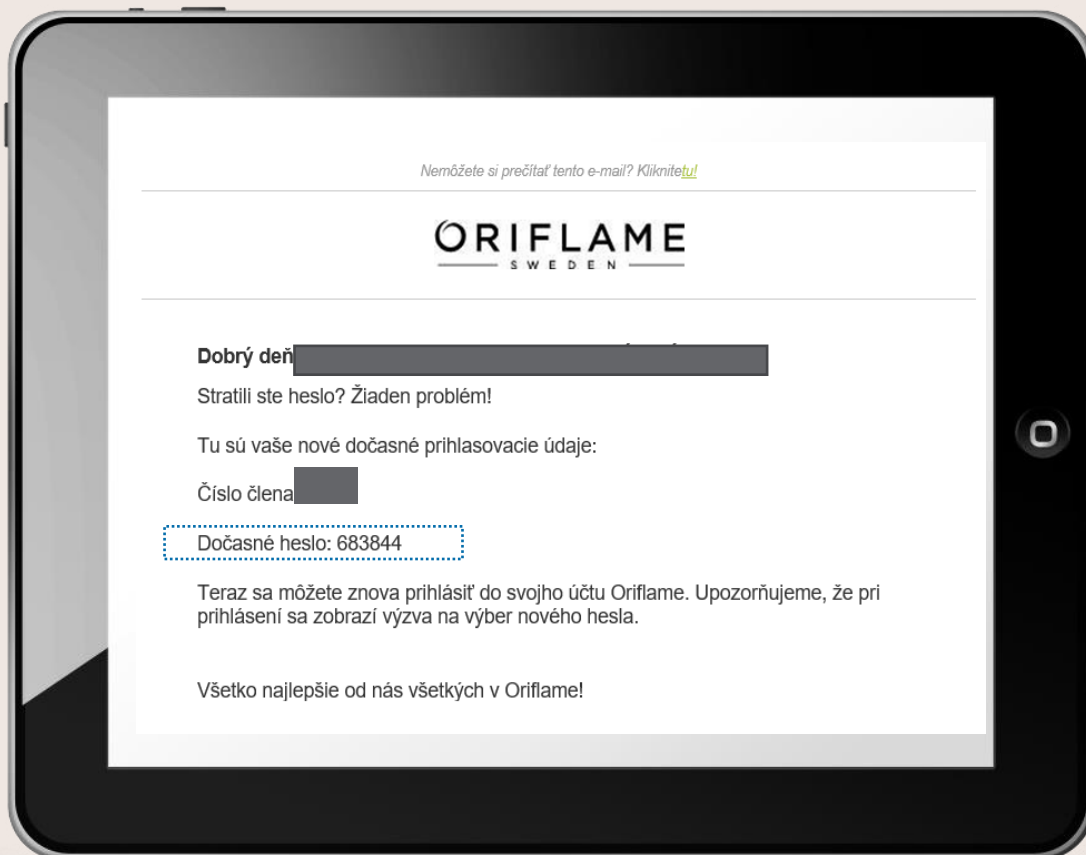 Nemôžete si prečítať tento e-mail? Kliknitetu!
ORIFLAME
SWEDEN
Dobrý deň
Stratili ste heslo? Žiaden problém!
Tu sú vaše nové dočasné prihlasovacie údaje:
Číslo člena
Dočasné heslo: 683844
Teraz sa môžete znova prihlásiť do svojho účtu Oriflame. Upozorňujeme, že pri
prihlásení sa zobrazí výzva na výber nového hesla.
Všetko najlepšie od nás všetkých v Oriflame!